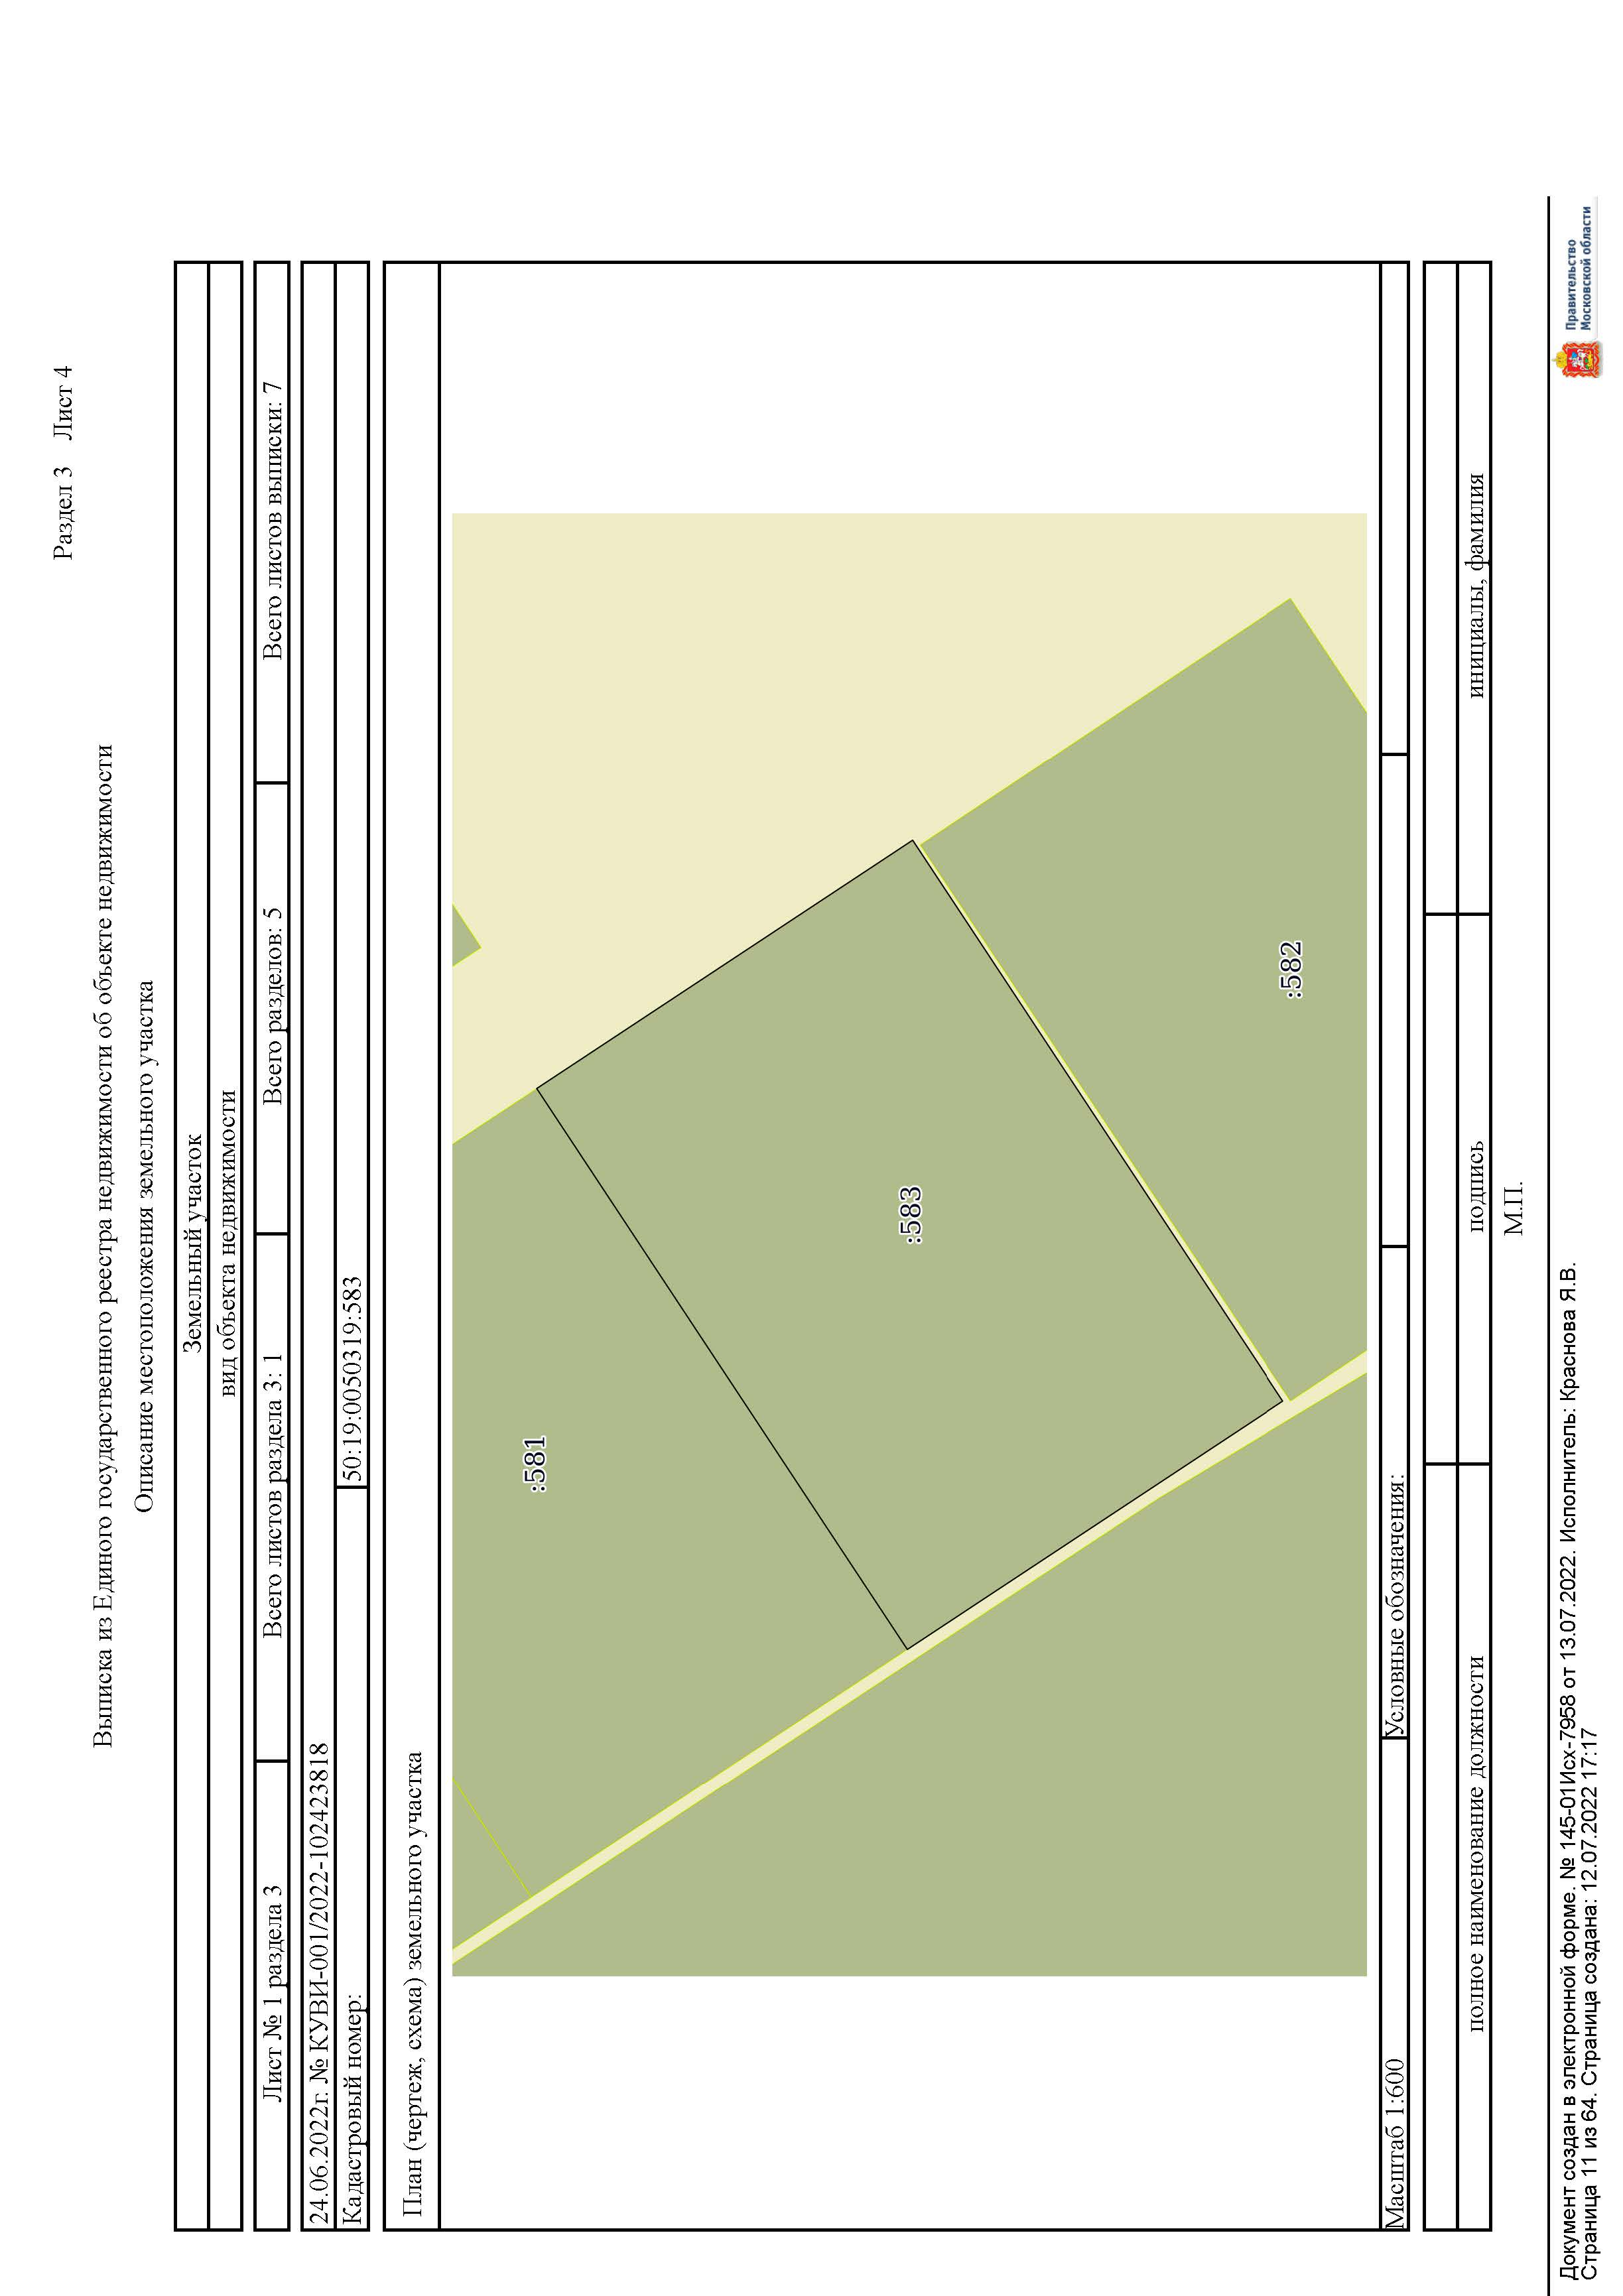 Раздел 3 Лист 4
Выписка из Единого государственного реестра недвижимости об объекте недвижимости
Описание местоположения земельного участка
Земельный участок
вид объекта недвижимости
Лист № 1 раздела 3 Всего листов раздела 3: 1 Всего разделов: 5 Всего листов выписки: 7
24.06.2022г. № КУВИ-001/2022-102423818
Кадастровый номер: 50:19:0050319:583
План (чертеж, схема) земельного участка
:581
:583
:582
Масштаб 1:600 Условные обозначения:
полное наименование должности подпись инициалы, фамилия
М.П.
Документ создан в электронной форме. № 145-01Исх-7958 от 13.07.2022. Исполнитель: Краснова Я.В.
Страница 11 из 64. Страница создана: 12.07.2022 17:17
Правительство
Московской области